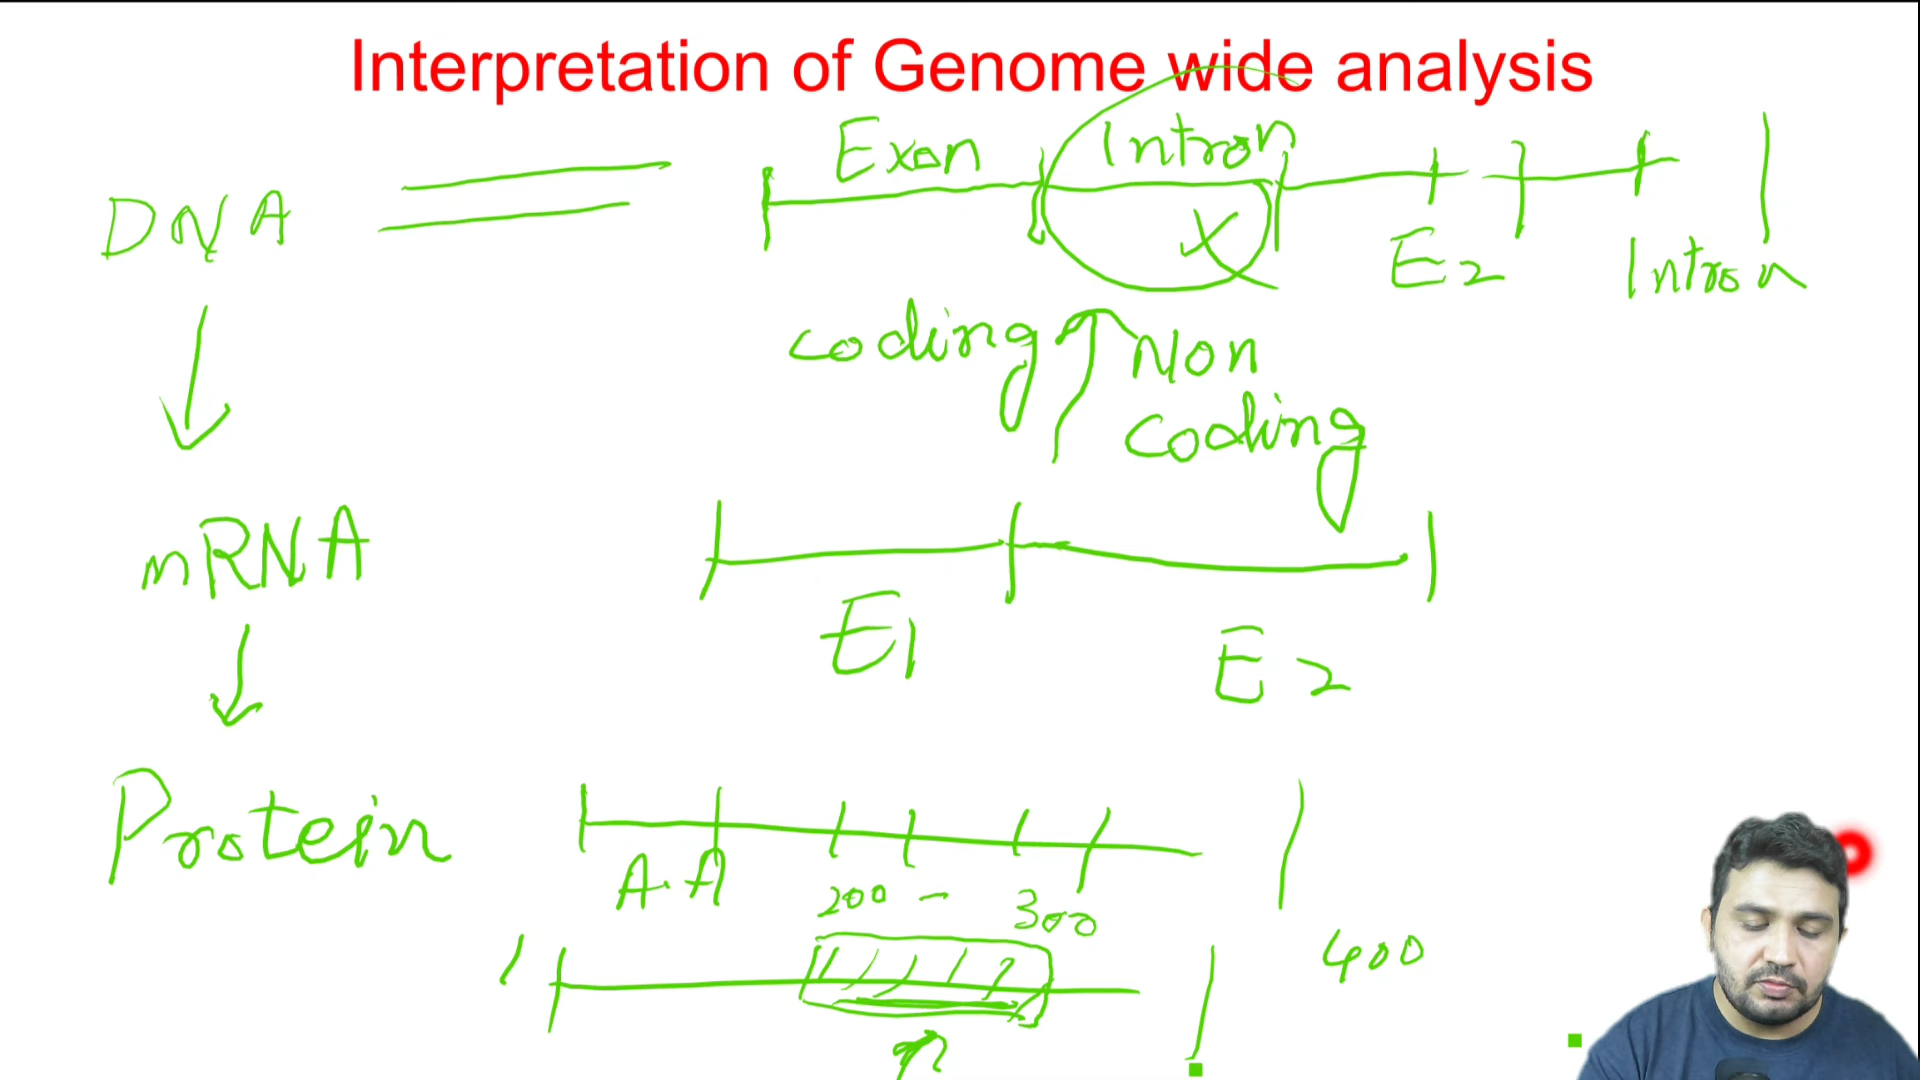 Interpretation of Genome wide analysis
Exon Intron
DNA
E2 Intron
coding Non
coding
mRNA
E1 E2
Protein
A.A 200 - 300
1 400